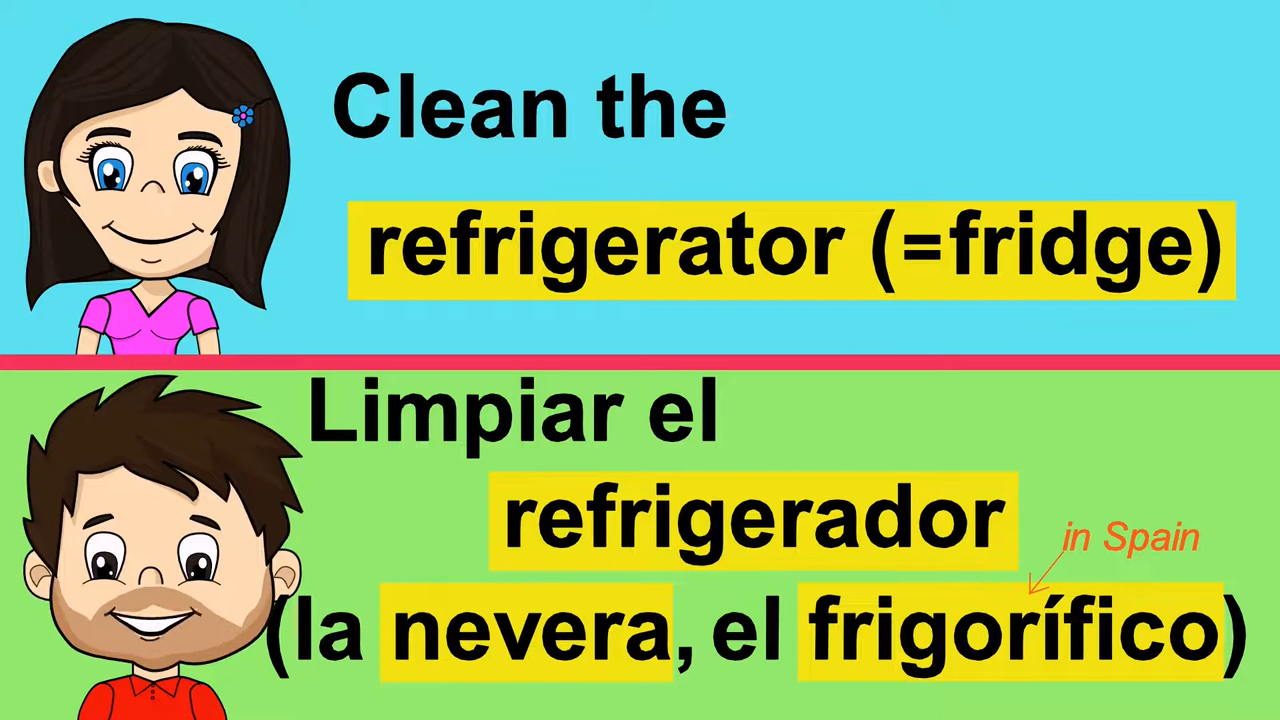 Clean the
refrigerator (=fridge)
Limpiar el
refrigerador
in Spain
(la nevera, el frigorífico)